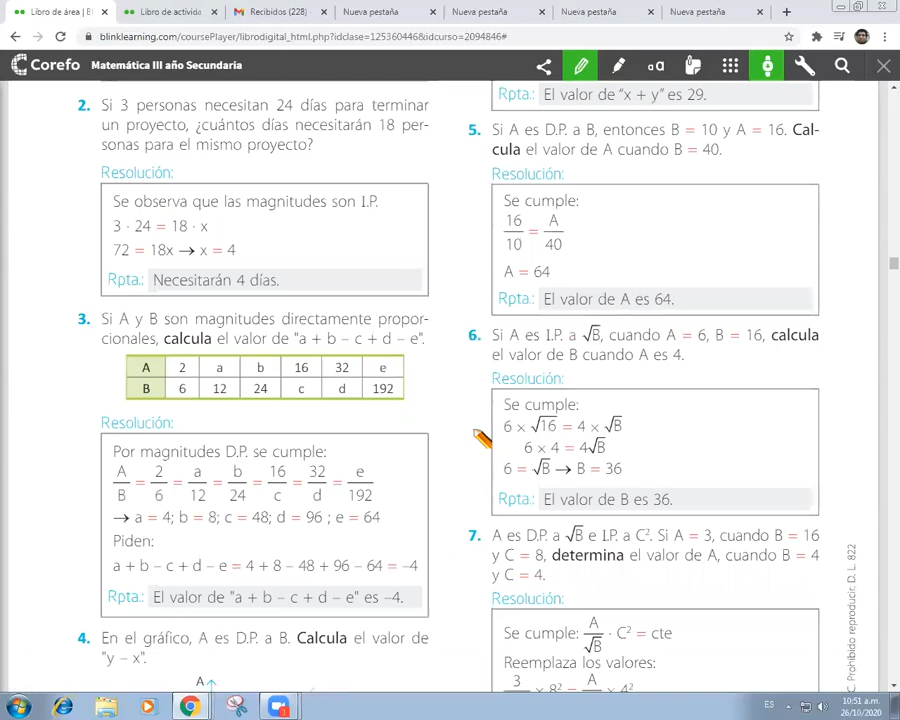 Libro de área | B
Libro de activida
Recibidos (228)
Nueva pestaña
Nueva pestaña
Nueva pestaña
Nueva pestaña
blinklearning.com/coursePlayer/librodigital_html.php?idclase=125360446&idcurso=2094846#
Corefo Matemática III año Secundaria
2. Si 3 personas necesitan 24 días para terminar
un proyecto, ¿cuántos días necesitarán 18 per-
sonas para el mismo proyecto?
Resolución:
Se observa que las magnitudes son I.P.
3 · 24 = 18 · x
72 = 18x → x = 4
Rpta.: Necesitarán 4 días.
3. Si A y B son magnitudes directamente propor-
cionales, calcula el valor de "a + b – c + d – e".
A 2 a b 16 32 e
B 6 12 24 c d 192
Resolución:
Por magnitudes D.P. se cumple:
A/B = 2/6 = a/12 = b/24 = 16/c = 32/d = e/192
→ a = 4; b = 8; c = 48; d = 96 ; e = 64
Piden:
a + b – c + d – e = 4 + 8 – 48 + 96 – 64 = –4
Rpta.: El valor de "a + b – c + d – e" es –4.
4. En el gráfico, A es D.P. a B. Calcula el valor de
"y – x".
A
Rpta.: El valor de “x + y” es 29.
5. Si A es D.P. a B, entonces B = 10 y A = 16. Cal-
cula el valor de A cuando B = 40.
Resolución:
Se cumple:
16/10 = A/40
A = 64
Rpta.: El valor de A es 64.
6. Si A es I.P. a √B, cuando A = 6, B = 16, calcula
el valor de B cuando A es 4.
Resolución:
Se cumple:
6 × √16 = 4 × √B
6 × 4 = 4√B
6 = √B → B = 36
Rpta.: El valor de B es 36.
7. A es D.P. a √B e I.P. a C². Si A = 3, cuando B = 16
y C = 8, determina el valor de A, cuando B = 4
y C = 4.
Resolución:
Se cumple: A/√B · C² = cte
Reemplaza los valores:
3 × 8² = A × 4²
C. Prohibido reproducir. D. L. 822
ES
10:51 a.m.
26/10/2020